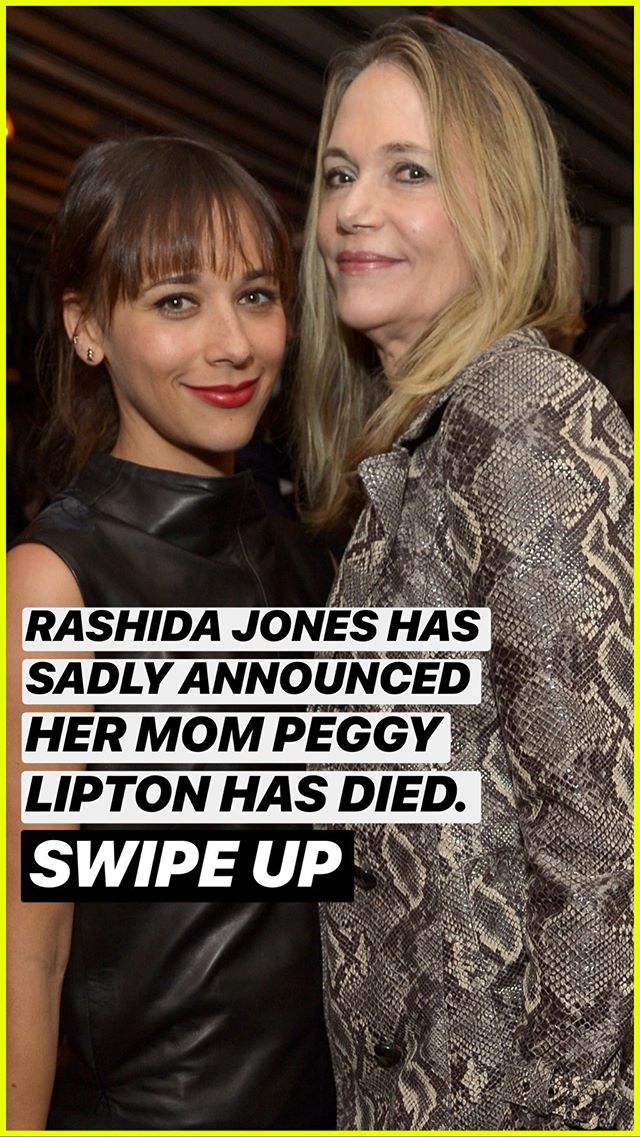 RASHIDA JONES HAS
SADLY ANNOUNCED
HER MOM PEGGY
LIPTON HAS DIED.
SWIPE UP